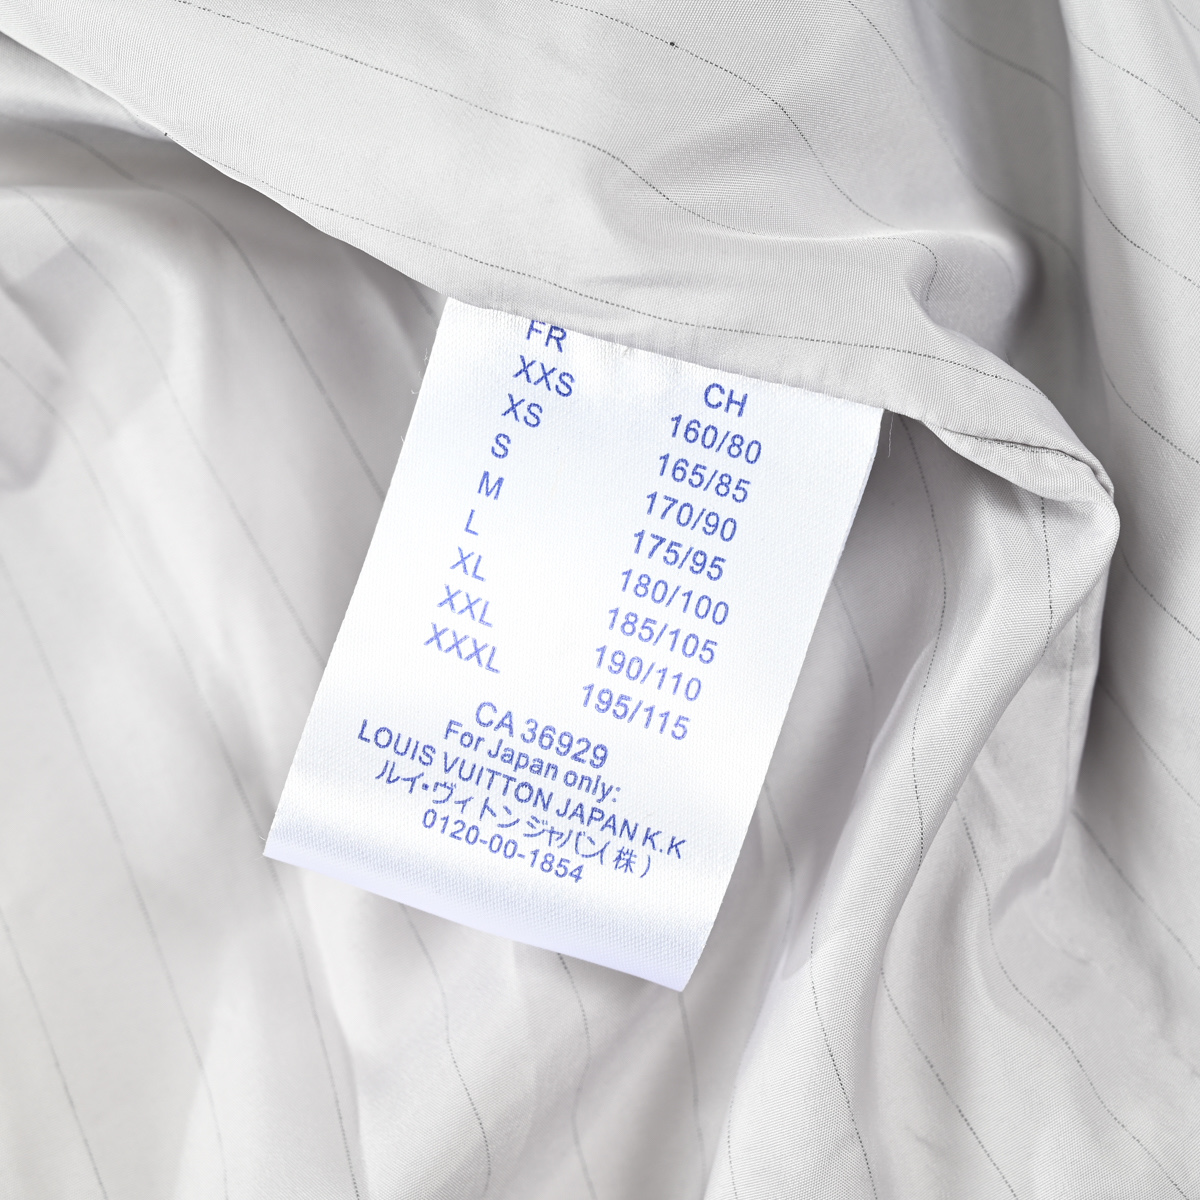 FR CH
XXS 160/80
XS 165/85
S 170/90
M 175/95
L 180/100
XL 185/105
XXL 190/110
XXXL 195/115
CA 36929
For Japan only:
LOUIS VUITTON JAPAN K.K
ルイ・ヴィトンジャパン(株)
0120-00-1854